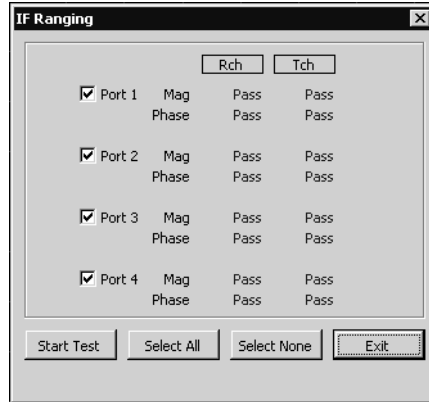 IF Ranging
Rch Tch
Port 1 Mag Pass Pass
Phase Pass Pass
Port 2 Mag Pass Pass
Phase Pass Pass
Port 3 Mag Pass Pass
Phase Pass Pass
Port 4 Mag Pass Pass
Phase Pass Pass
Start Test Select All Select None Exit